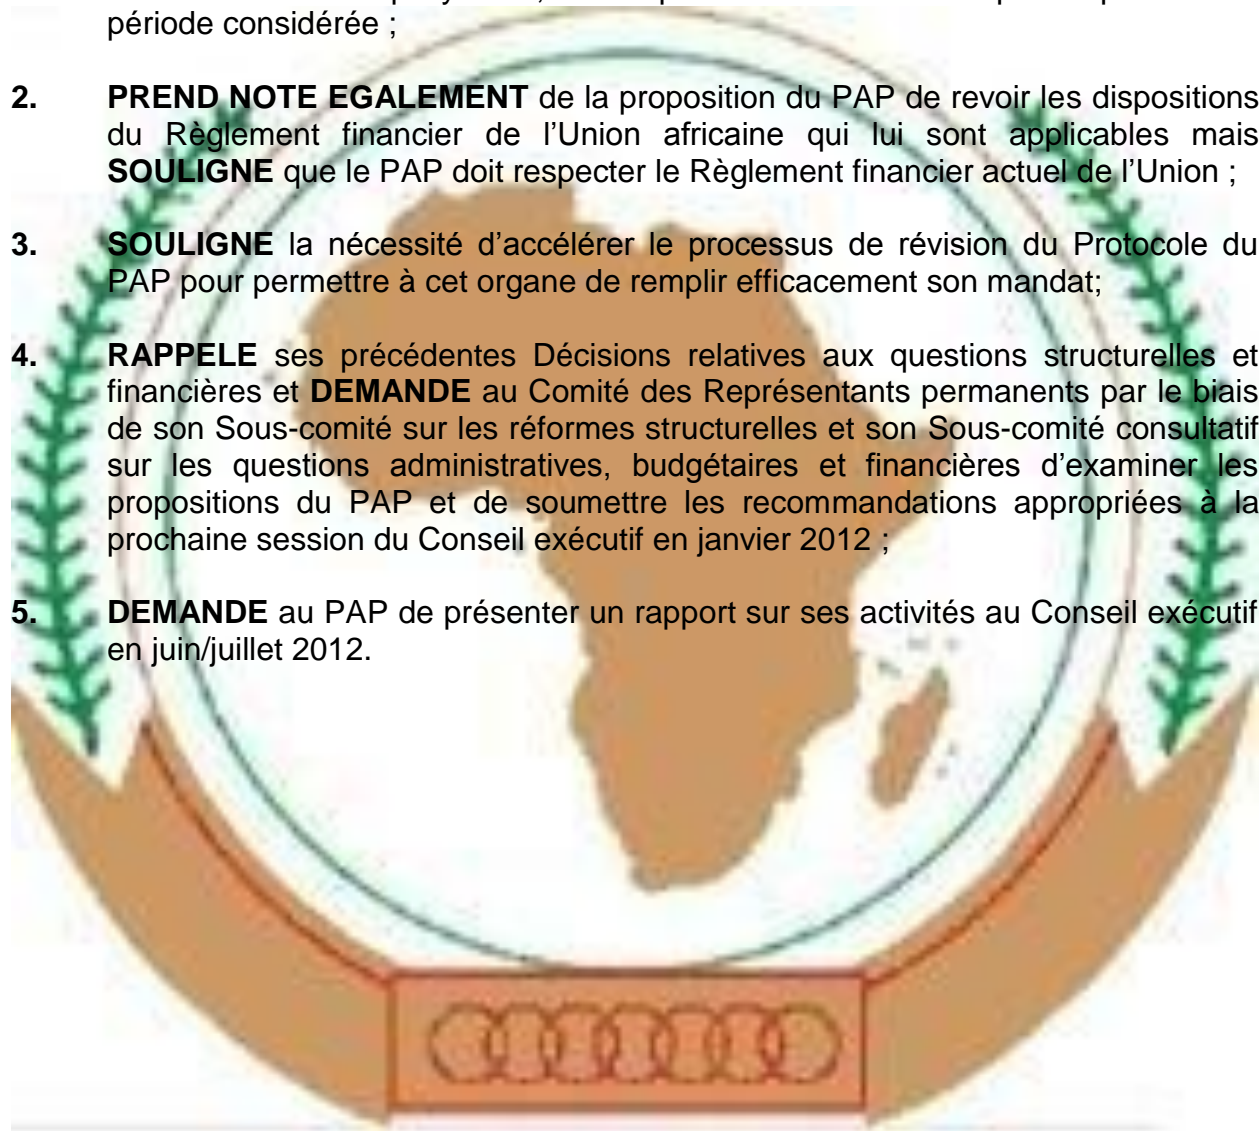 période considérée ;
2. PREND NOTE EGALEMENT de la proposition du PAP de revoir les dispositions
du Règlement financier de l’Union africaine qui lui sont applicables mais
SOULIGNE que le PAP doit respecter le Règlement financier actuel de l’Union ;
3. SOULIGNE la nécessité d’accélérer le processus de révision du Protocole du
PAP pour permettre à cet organe de remplir efficacement son mandat;
4. RAPPELE ses précédentes Décisions relatives aux questions structurelles et
financières et DEMANDE au Comité des Représentants permanents par le biais
de son Sous-comité sur les réformes structurelles et son Sous-comité consultatif
sur les questions administratives, budgétaires et financières d’examiner les
propositions du PAP et de soumettre les recommandations appropriées à la
prochaine session du Conseil exécutif en janvier 2012 ;
5. DEMANDE au PAP de présenter un rapport sur ses activités au Conseil exécutif
en juin/juillet 2012.